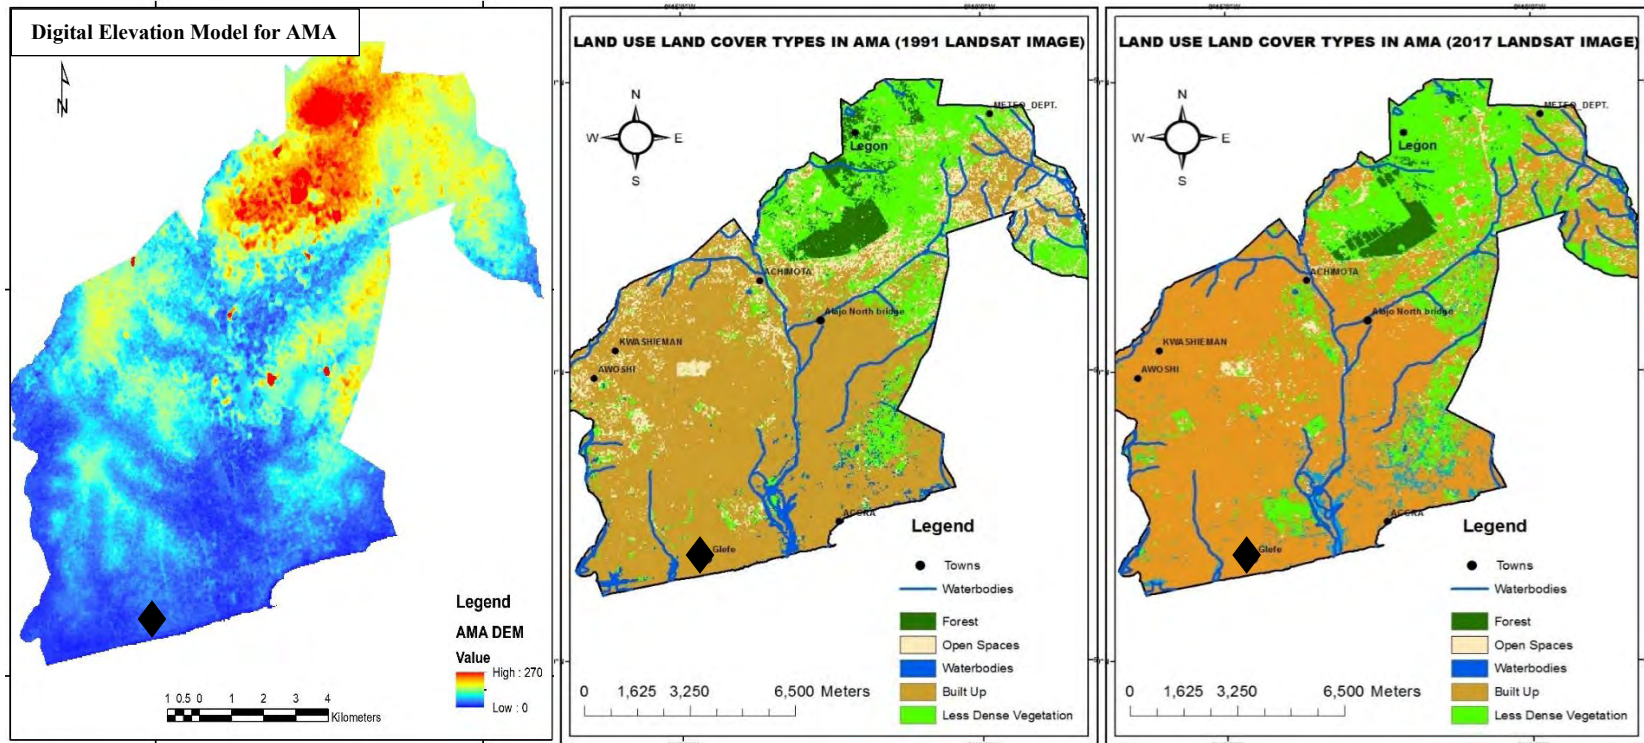 Digital Elevation Model for AMA
N
Legend
AMA DEM
Value
High : 270
Low : 0
1 0.5 0 1 2 3 4
Kilometers
LAND USE LAND COVER TYPES IN AMA (1991 LANDSAT IMAGE)
N
W E
S
METEO_DEPT.
Legon
ACHIMOTA
Alajo North bridge
KWASHIEMAN
AWOSHI
ACCRA
Glefe
Legend
Towns
Waterbodies
Forest
Open Spaces
Waterbodies
Built Up
Less Dense Vegetation
0 1,625 3,250 6,500 Meters
LAND USE LAND COVER TYPES IN AMA (2017 LANDSAT IMAGE)
N
W E
S
METEO_DEPT.
Legon
ACHIMOTA
Alajo North bridge
KWASHIEMAN
AWOSHI
ACCRA
Glefe
Legend
Towns
Waterbodies
Forest
Open Spaces
Waterbodies
Built Up
Less Dense Vegetation
0 1,625 3,250 6,500 Meters